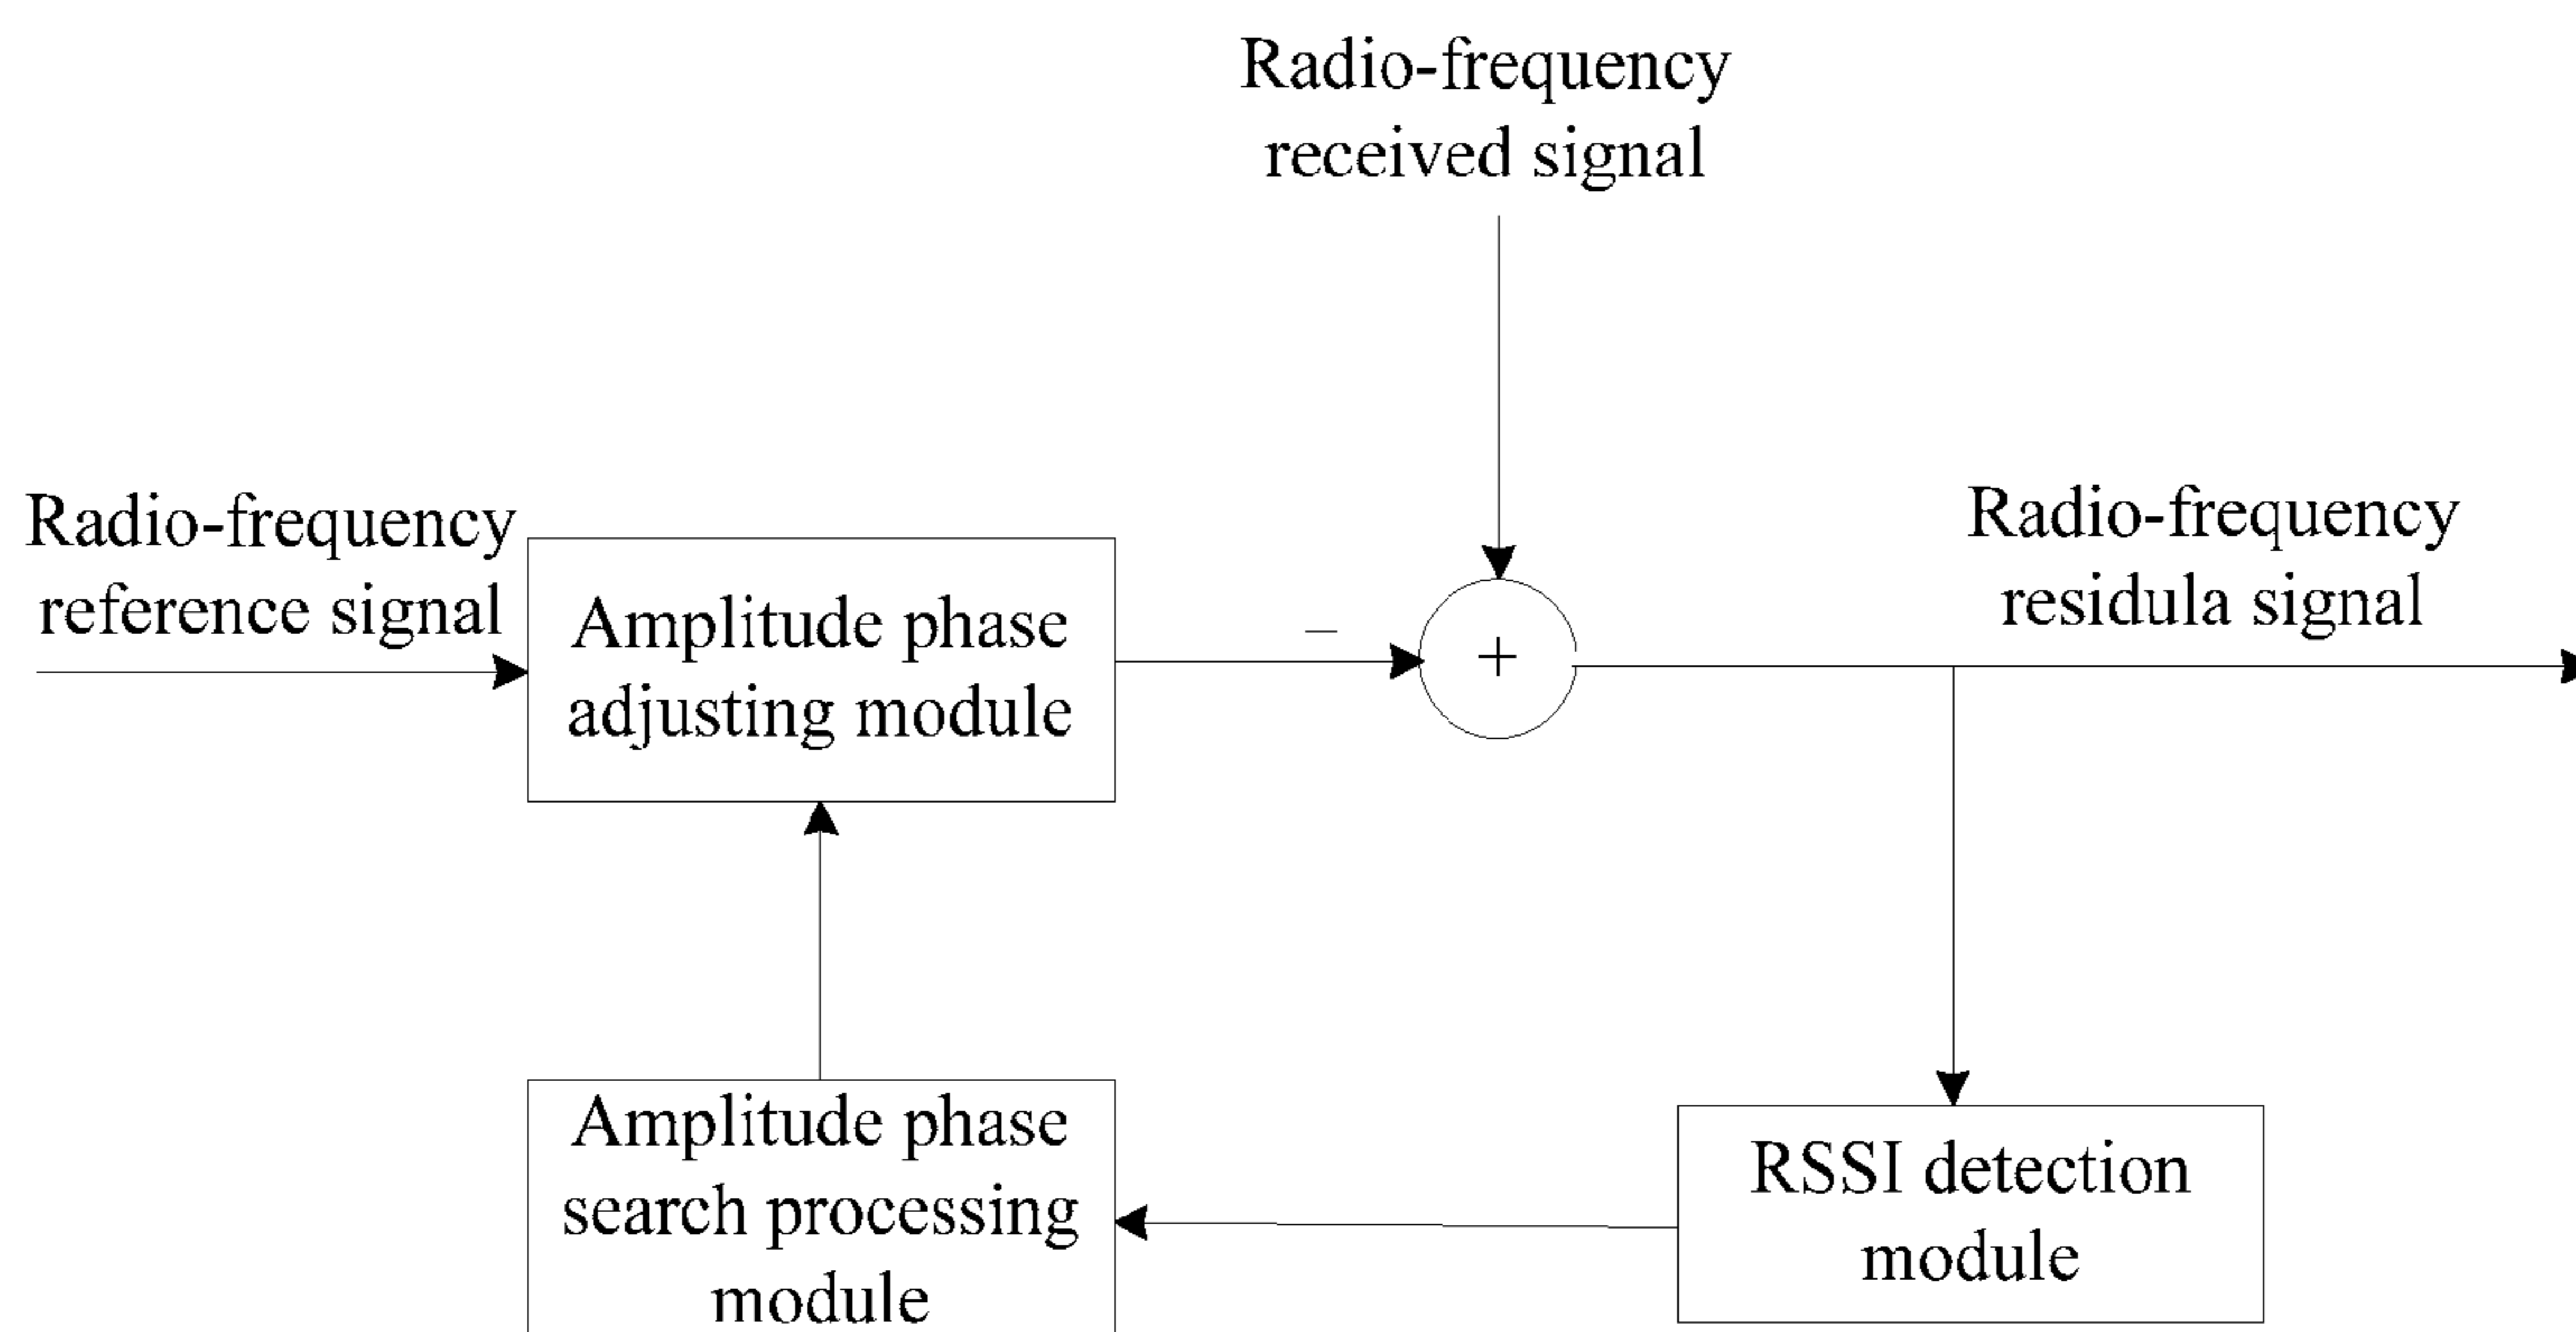 Radio-frequency
received signal
Radio-frequency
reference signal
Amplitude phase
adjusting module
–
+
Radio-frequency
residula signal
Amplitude phase
search processing
module
RSSI detection
module